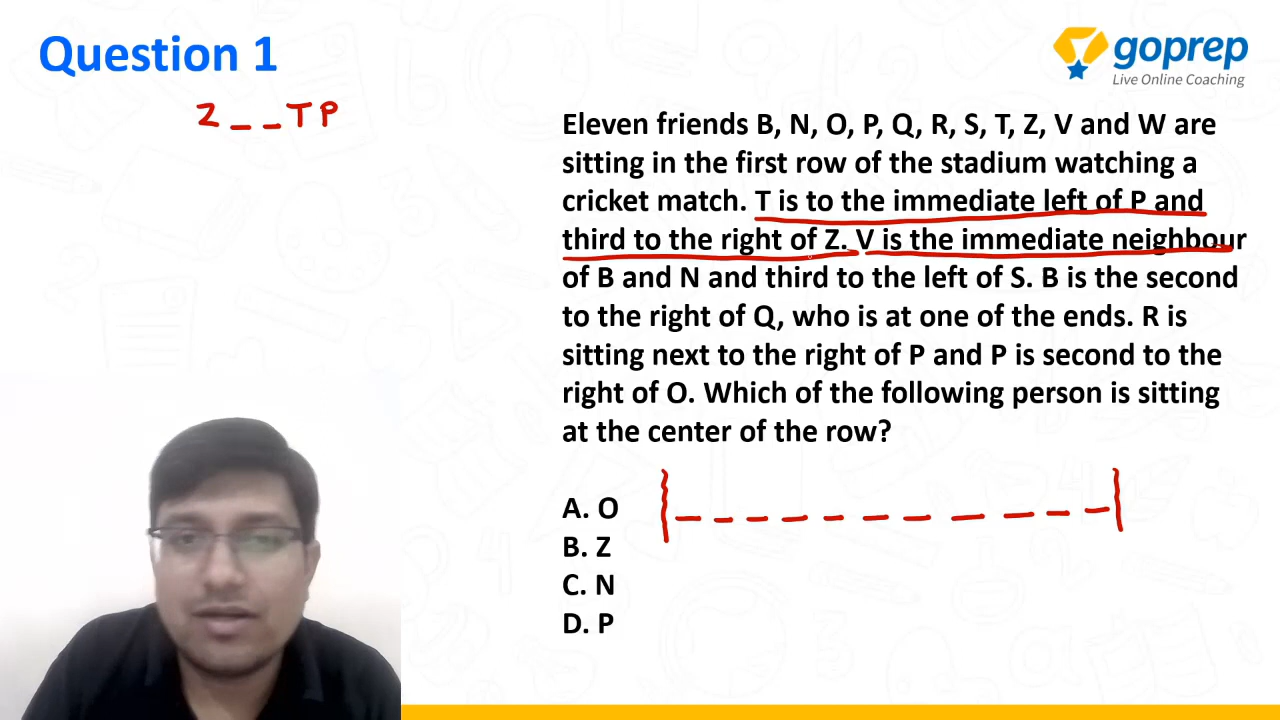 Question 1
goprep
Live Online Coaching
Z _ _ T P
Eleven friends B, N, O, P, Q, R, S, T, Z, V and W are
sitting in the first row of the stadium watching a
cricket match. T is to the immediate left of P and
third to the right of Z. V is the immediate neighbour
of B and N and third to the left of S. B is the second
to the right of Q, who is at one of the ends. R is
sitting next to the right of P and P is second to the
right of O. Which of the following person is sitting
at the center of the row?
A. O
B. Z
C. N
D. P